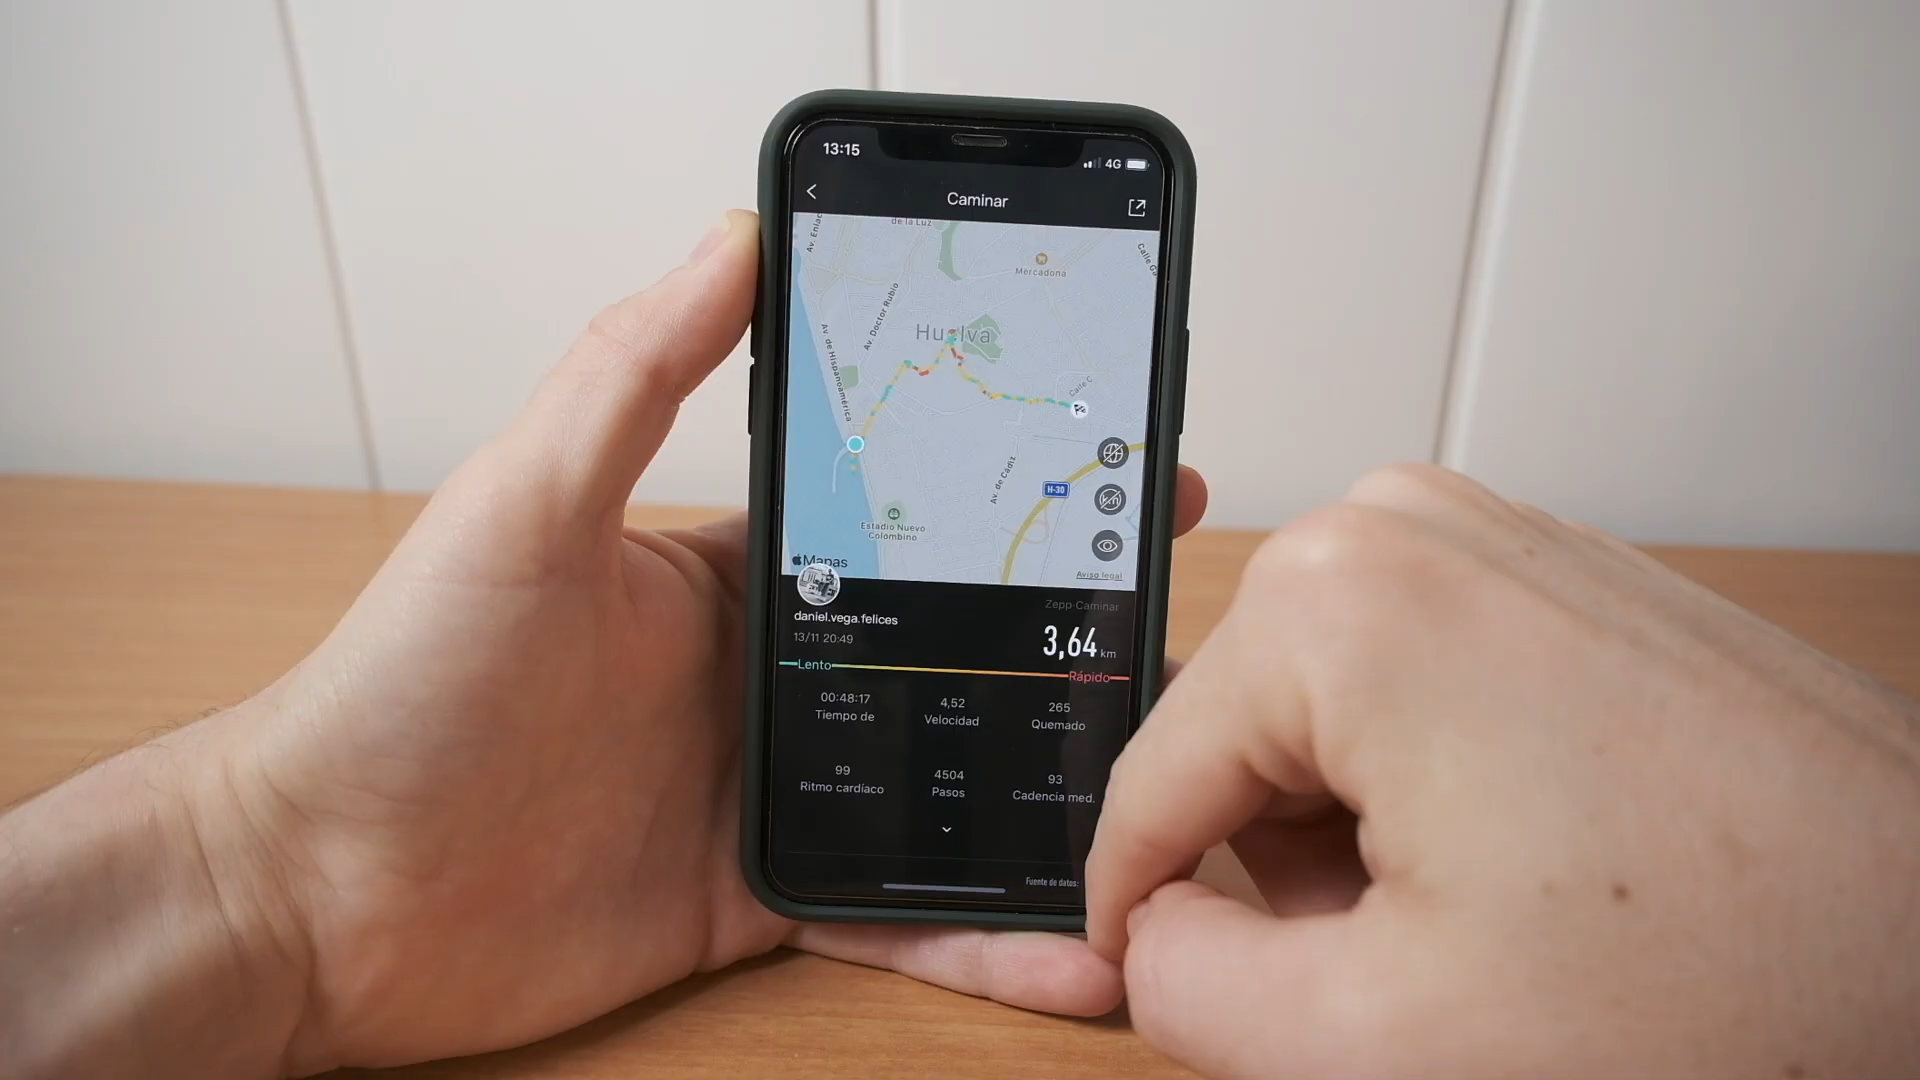 13:15
4G
Caminar
de la Luz
Mercadona
Av. Doctor Rubio
Huelva
Av. de Hispanoamérica
Calle C
Av. de Cádiz
H-30
Estadio Nuevo
Colombino
Mapas
Aviso legal
Zepp·Caminar
daniel.vega.felices
13/11 20:49
3,64 km
Lento
Rápido
00:48:17
4,52
265
Tiempo de
Velocidad
Quemado
99
4504
93
Ritmo cardíaco
Pasos
Cadencia med.
Fuente de datos: